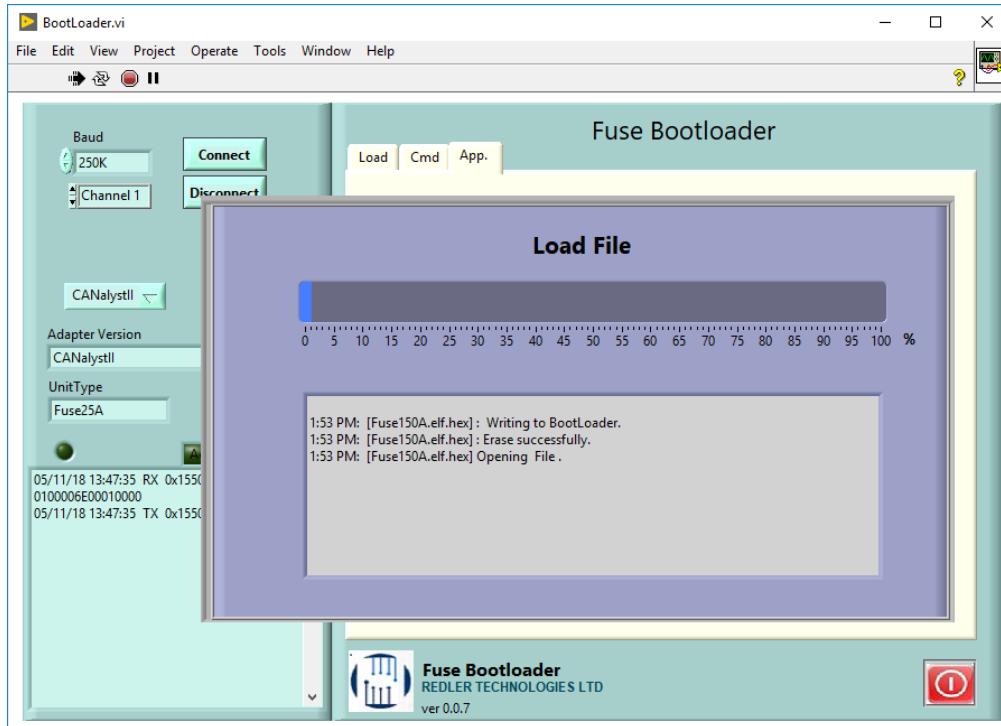 BootLoader.vi
File Edit View Project Operate Tools Window Help
Baud
250K
Connect
Channel 1
Disconnect
CANalystII
Adapter Version
CANalystII
UnitType
Fuse25A
05/11/18 13:47:35 RX 0x1550
0100006E00010000
05/11/18 13:47:35 TX 0x1550
Fuse Bootloader
Load Cmd App.
Load File
0 5 10 15 20 25 30 35 40 45 50 55 60 65 70 75 80 85 90 95 100 %
1:53 PM: [Fuse150A.elf.hex] : Writing to BootLoader.
1:53 PM: [Fuse150A.elf.hex] : Erase successfully.
1:53 PM: [Fuse150A.elf.hex] Opening File .
Fuse Bootloader
REDLER TECHNOLOGIES LTD
ver 0.0.7